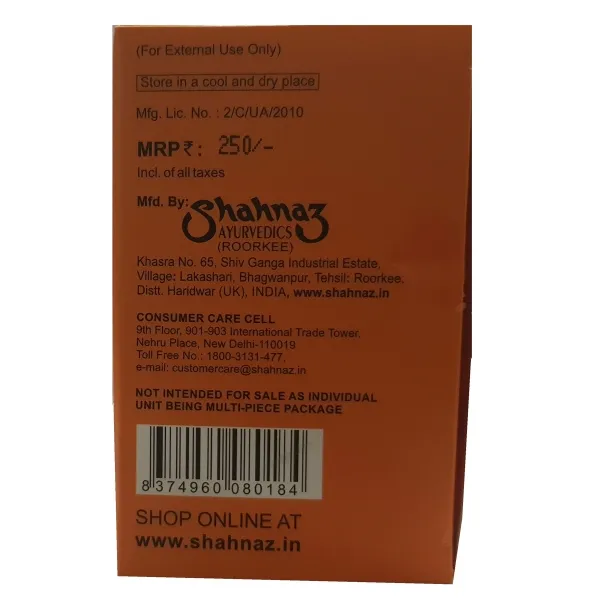 (For External Use Only)
Store in a cool and dry place
Mfg. Lic. No. : 2/C/UA/2010
MRP ₹ : 250/-
Incl. of all taxes
Mfd. By: Shahnaz
AYURVEDICS
(ROORKEE)
Khasra No. 65, Shiv Ganga Industrial Estate,
Village: Lakashari, Bhagwanpur, Tehsil: Roorkee,
Distt. Haridwar (UK), INDIA, www.shahnaz.in
CONSUMER CARE CELL
9th Floor, 901-903 International Trade Tower,
Nehru Place, New Delhi-110019
Toll Free No.: 1800-3131-477,
e-mail: customercare@shahnaz.in
NOT INTENDED FOR SALE AS INDIVIDUAL
UNIT BEING MULTI-PIECE PACKAGE
8 374960 080184
SHOP ONLINE AT
www.shahnaz.in